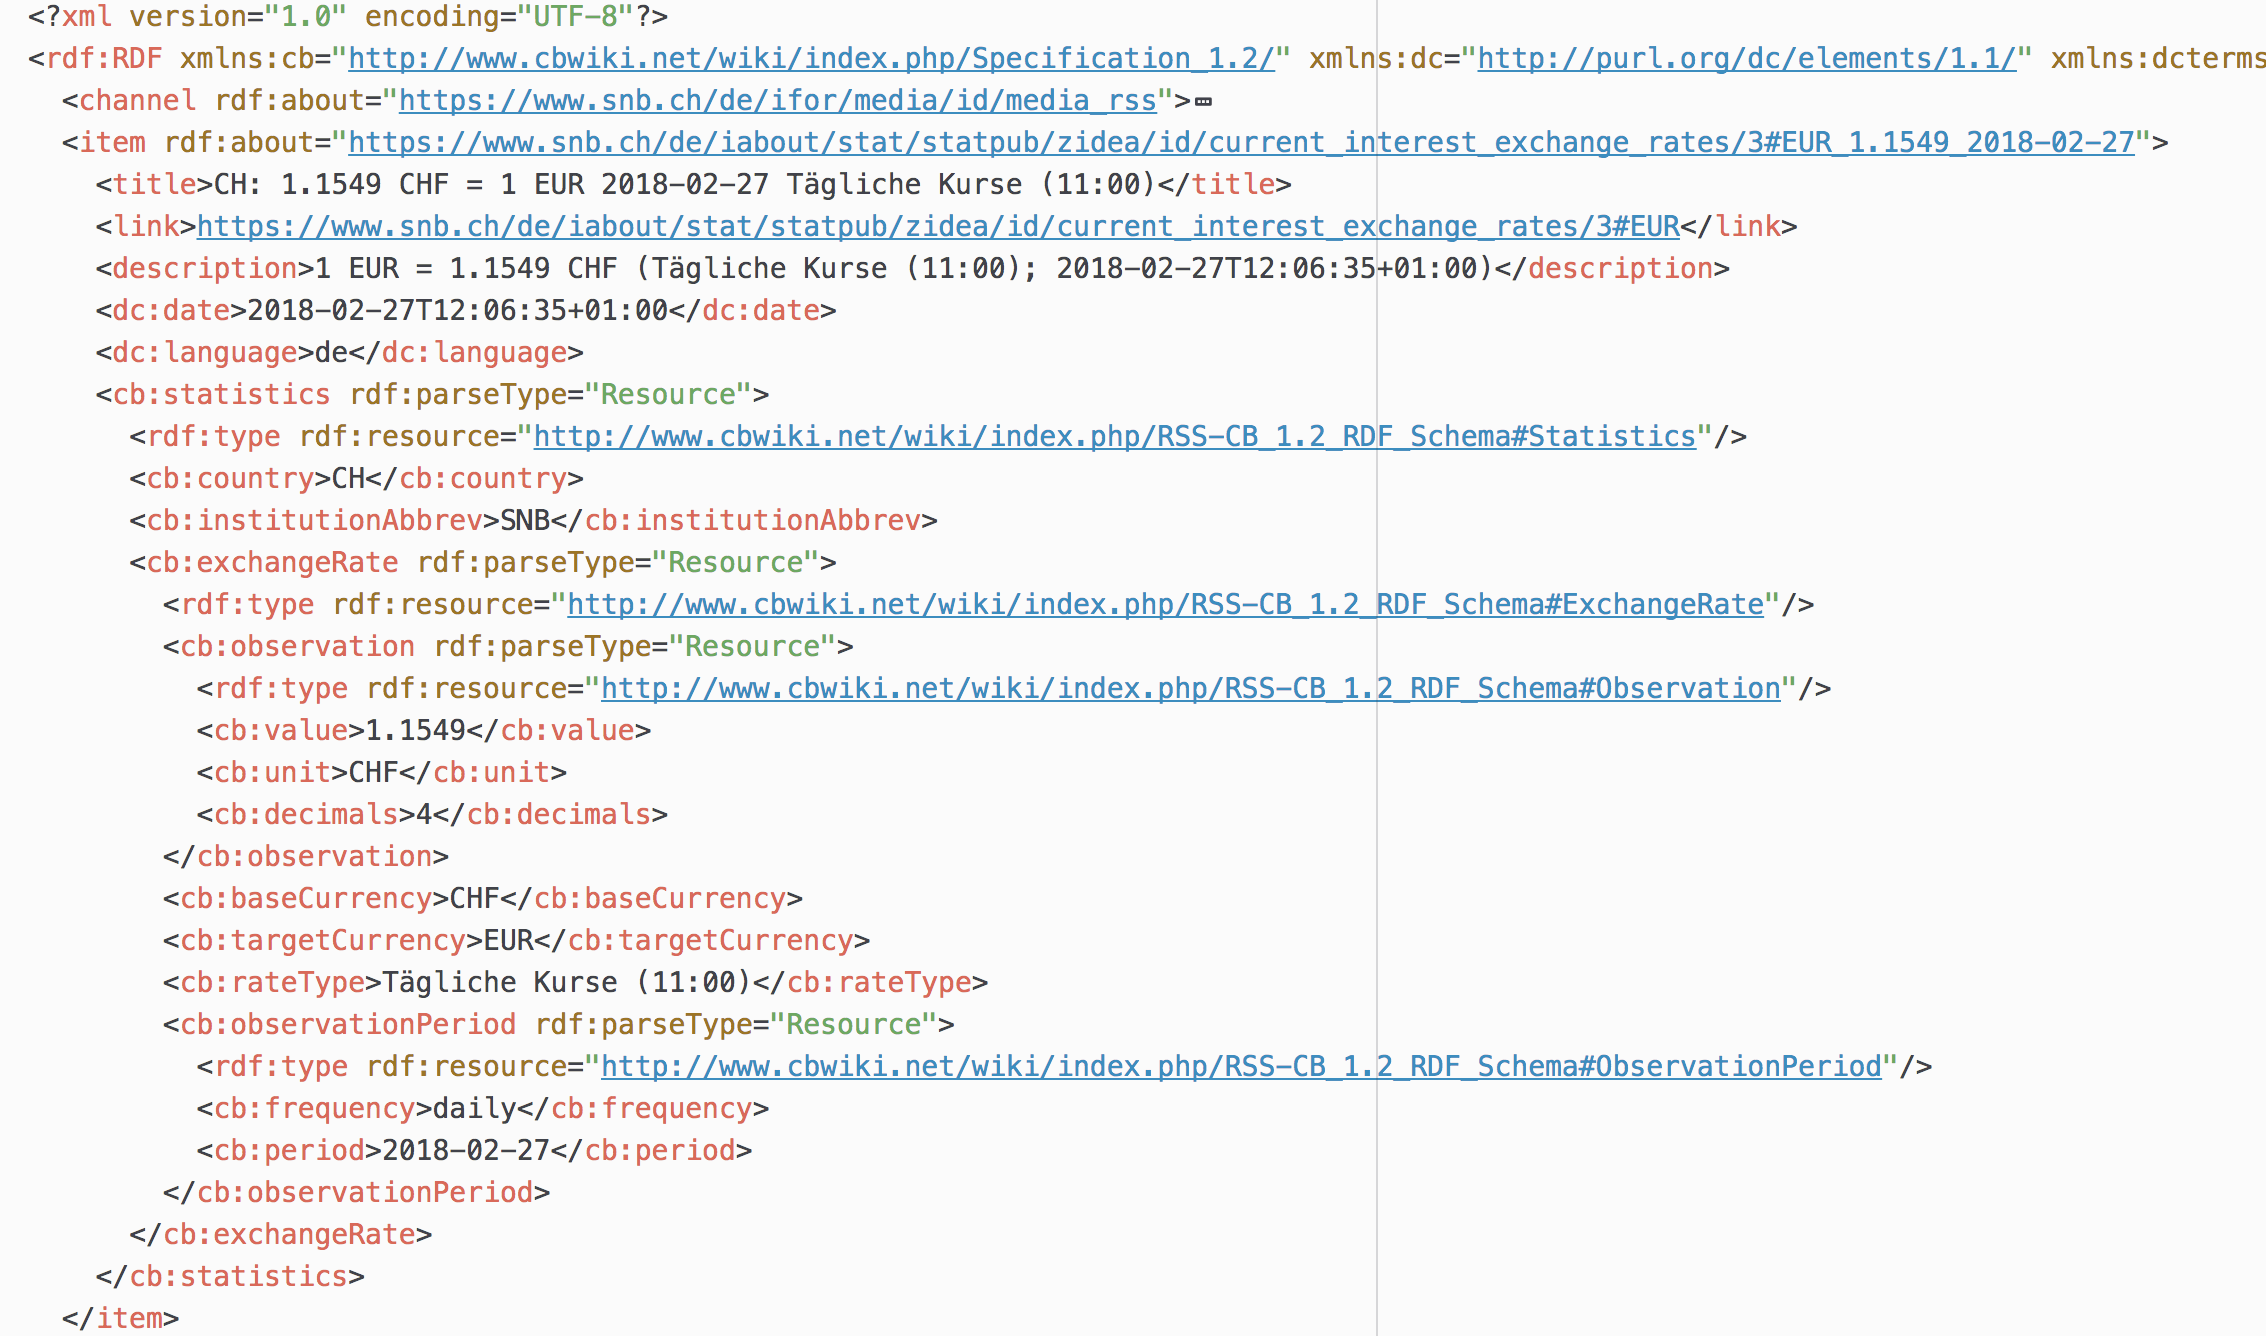 <?xml version="1.0" encoding="UTF-8"?>
<rdf:RDF xmlns:cb="http://www.cbwiki.net/wiki/index.php/Specification_1.2/" xmlns:dc="http://purl.org/dc/elements/1.1/" xmlns:dcterms
<channel rdf:about="https://www.snb.ch/de/ifor/media/id/media_rss">
<item rdf:about="https://www.snb.ch/de/iabout/stat/statpub/zidea/id/current_interest_exchange_rates/3#EUR_1.1549_2018-02-27">
<title>CH: 1.1549 CHF = 1 EUR 2018-02-27 Tägliche Kurse (11:00)</title>
<link>https://www.snb.ch/de/iabout/stat/statpub/zidea/id/current_interest_exchange_rates/3#EUR</link>
<description>1 EUR = 1.1549 CHF (Tägliche Kurse (11:00); 2018-02-27T12:06:35+01:00)</description>
<dc:date>2018-02-27T12:06:35+01:00</dc:date>
<dc:language>de</dc:language>
<cb:statistics rdf:parseType="Resource">
<rdf:type rdf:resource="http://www.cbwiki.net/wiki/index.php/RSS-CB_1.2_RDF_Schema#Statistics"/>
<cb:country>CH</cb:country>
<cb:institutionAbbrev>SNB</cb:institutionAbbrev>
<cb:exchangeRate rdf:parseType="Resource">
<rdf:type rdf:resource="http://www.cbwiki.net/wiki/index.php/RSS-CB_1.2_RDF_Schema#ExchangeRate"/>
<cb:observation rdf:parseType="Resource">
<rdf:type rdf:resource="http://www.cbwiki.net/wiki/index.php/RSS-CB_1.2_RDF_Schema#Observation"/>
<cb:value>1.1549</cb:value>
<cb:unit>CHF</cb:unit>
<cb:decimals>4</cb:decimals>
</cb:observation>
<cb:baseCurrency>CHF</cb:baseCurrency>
<cb:targetCurrency>EUR</cb:targetCurrency>
<cb:rateType>Tägliche Kurse (11:00)</cb:rateType>
<cb:observationPeriod rdf:parseType="Resource">
<rdf:type rdf:resource="http://www.cbwiki.net/wiki/index.php/RSS-CB_1.2_RDF_Schema#ObservationPeriod"/>
<cb:frequency>daily</cb:frequency>
<cb:period>2018-02-27</cb:period>
</cb:observationPeriod>
</cb:exchangeRate>
</cb:statistics>
</item>